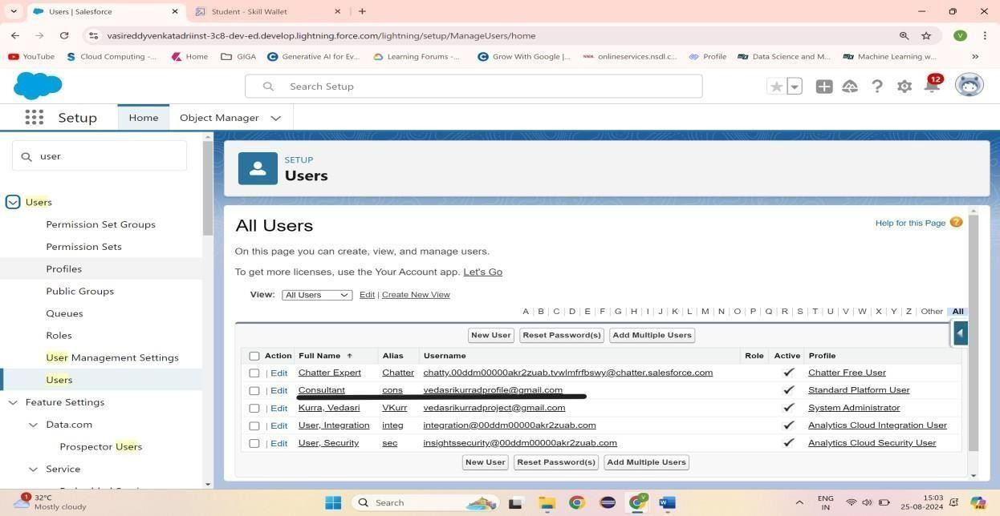 Users | Salesforce
Student - Skill Wallet
vasireddyvenkatadriinst-3c8-dev-ed.develop.lightning.force.com/lightning/setup/ManageUsers/home
V
YouTube
Cloud Computing -...
Home
GIGA
Generative AI for Ev...
Learning Forums -...
Grow With Google |...
onlineservices.nsdl.c...
Profile
Data Science and M...
Machine Learning w...
Search Setup
12
Setup
Home
Object Manager
user
SETUP
Users
Users
Permission Set Groups
Permission Sets
Profiles
Public Groups
Queues
Roles
User Management Settings
Users
Feature Settings
Data.com
Prospector Users
Service
All Users
Help for this Page ?
On this page you can create, view, and manage users.
To get more licenses, use the Your Account app. Let's Go
View: All Users Edit | Create New View
A | B | C | D | E | F | G | H | I | J | K | L | M | N | O | P | Q | R | S | T | U | V | W | X | Y | Z | Other All
New User Reset Password(s) Add Multiple Users
Action Full Name ↑ Alias Username Role Active Profile
| Edit Chatter Expert Chatter chatty.00ddm00000akr2zuab.tvwlmfrfbswy@chatter.salesforce.com Chatter Free User
| Edit Consultant cons vedasrikurradprofile@gmail.com Standard Platform User
| Edit Kurra, Vedasri VKurr vedasrikurradproject@gmail.com System Administrator
| Edit User, Integration integ integration@00ddm00000akr2zuab.com Analytics Cloud Integration User
| Edit User, Security sec insightssecurity@00ddm00000akr2zuab.com Analytics Cloud Security User
New User Reset Password(s) Add Multiple Users
1
32°C
Mostly cloudy
Search
ENG
IN
15:03
25-08-2024